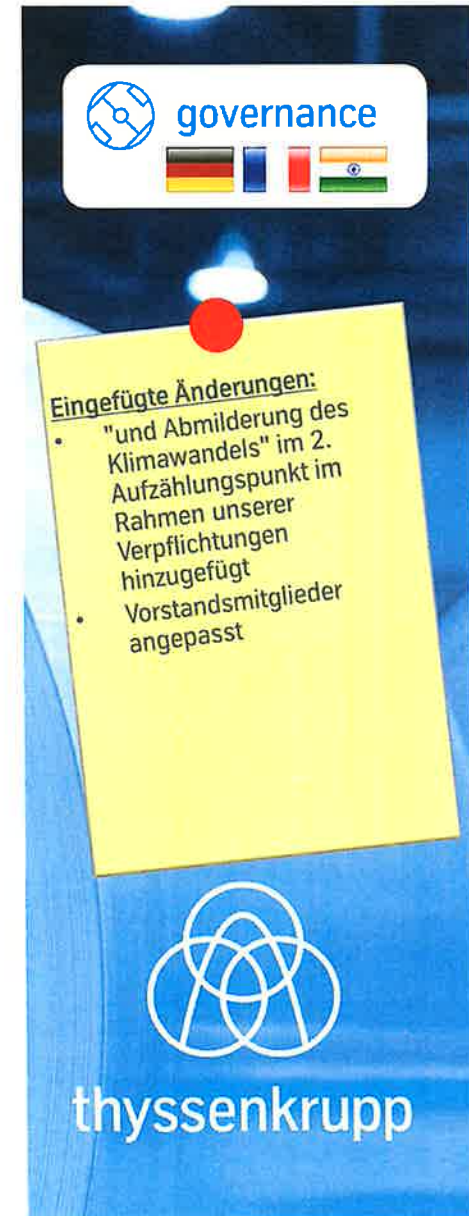 governance
Eingefügte Änderungen:
• "und Abmilderung des
Klimawandels" im 2.
Aufzählungspunkt im
Rahmen unserer
Verpflichtungen
hinzugefügt
• Vorstandsmitglieder
angepasst
thyssenkrupp